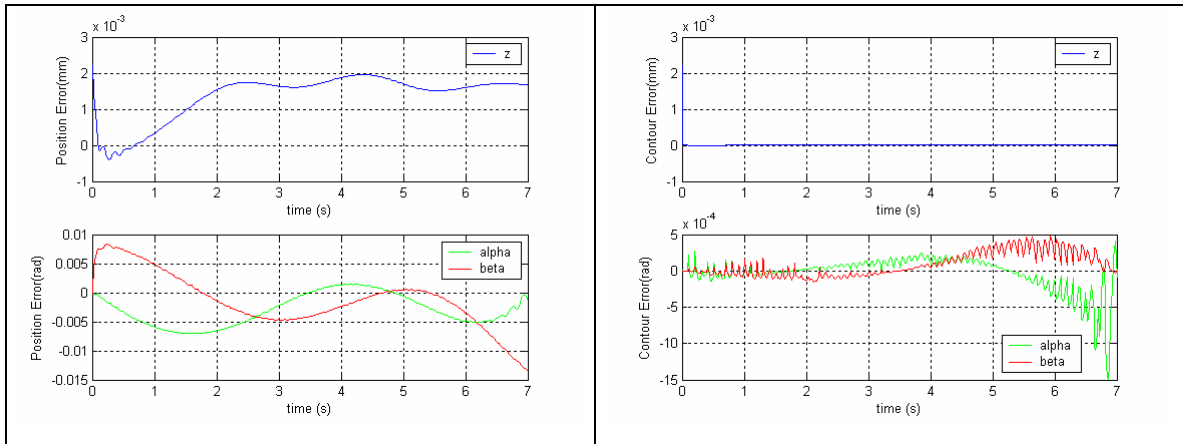 x 10^-3
3
2
1
0
-1
Position Error(mm)
z
0 1 2 3 4 5 6 7
time (s)
0.01
0.005
0
-0.005
-0.01
-0.015
Position Error(rad)
alpha
beta
0 1 2 3 4 5 6 7
time (s)
x 10^-3
3
2
1
0
-1
Contour Error(mm)
z
0 1 2 3 4 5 6 7
time (s)
x 10^-4
5
0
-5
-10
-15
Contour Error(rad)
alpha
beta
0 1 2 3 4 5 6 7
time (s)